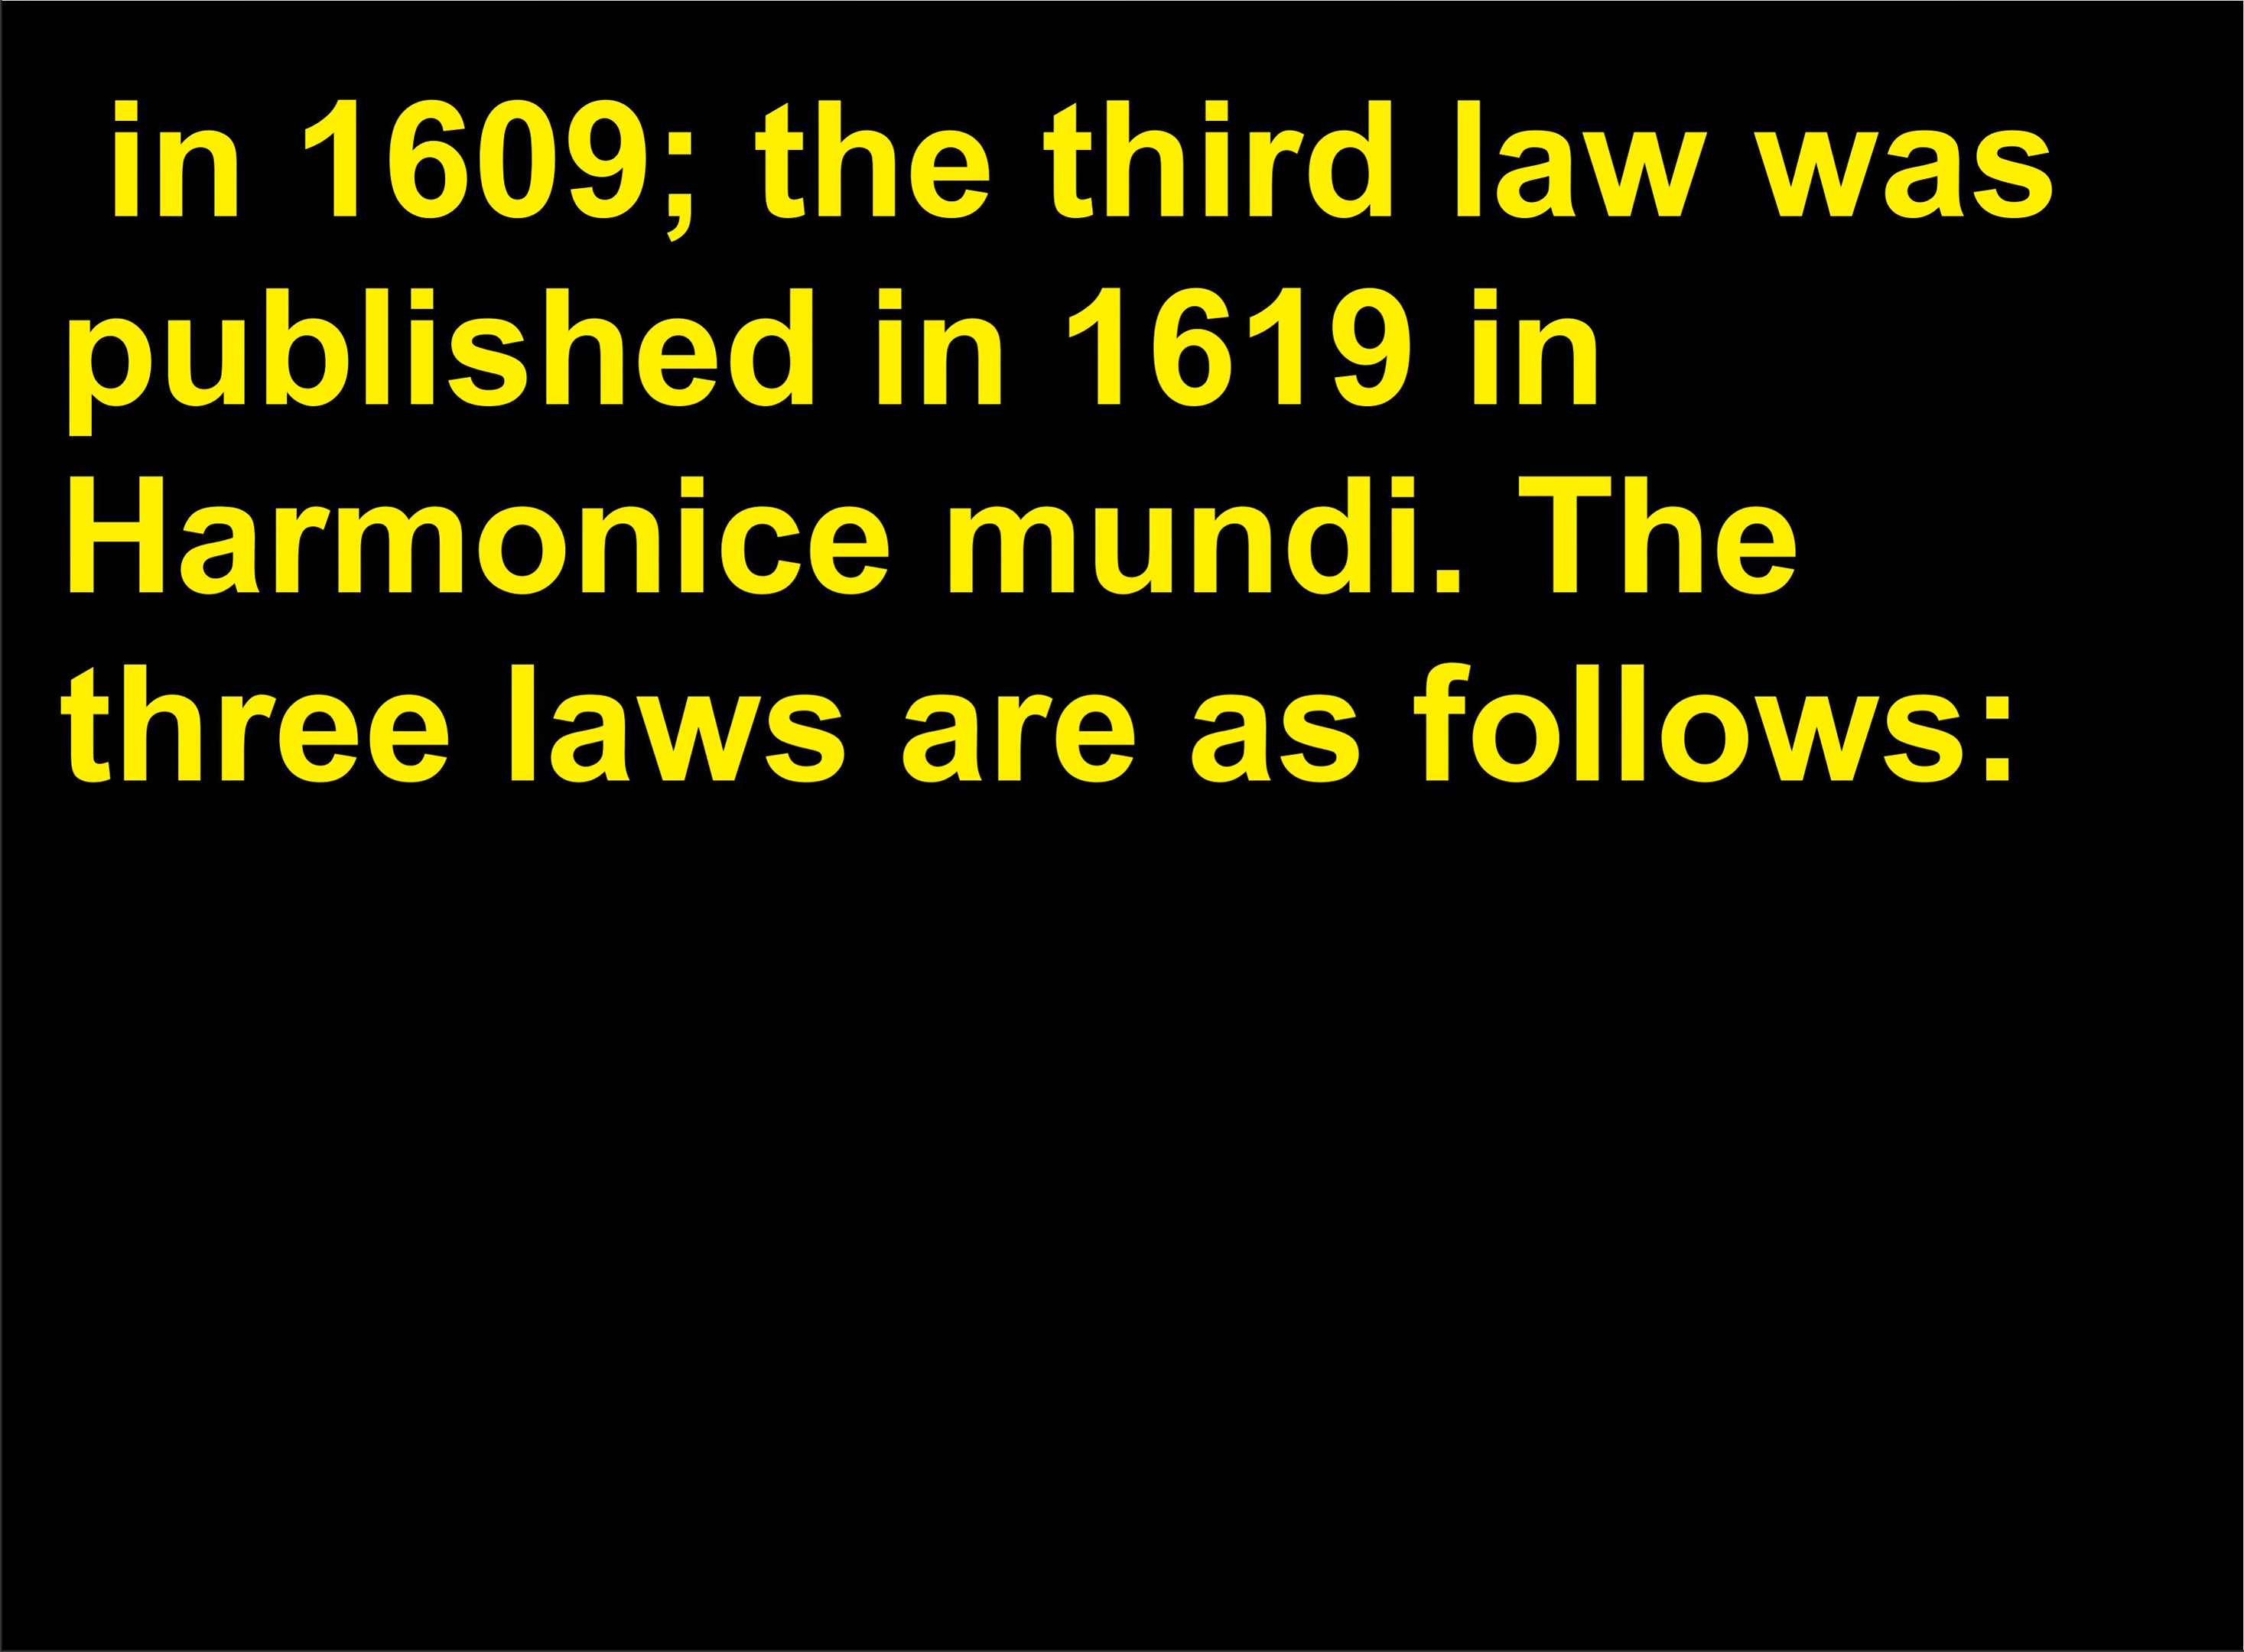 in 1609; the third law was
published in 1619 in
Harmonice mundi. The
three laws are as follows: